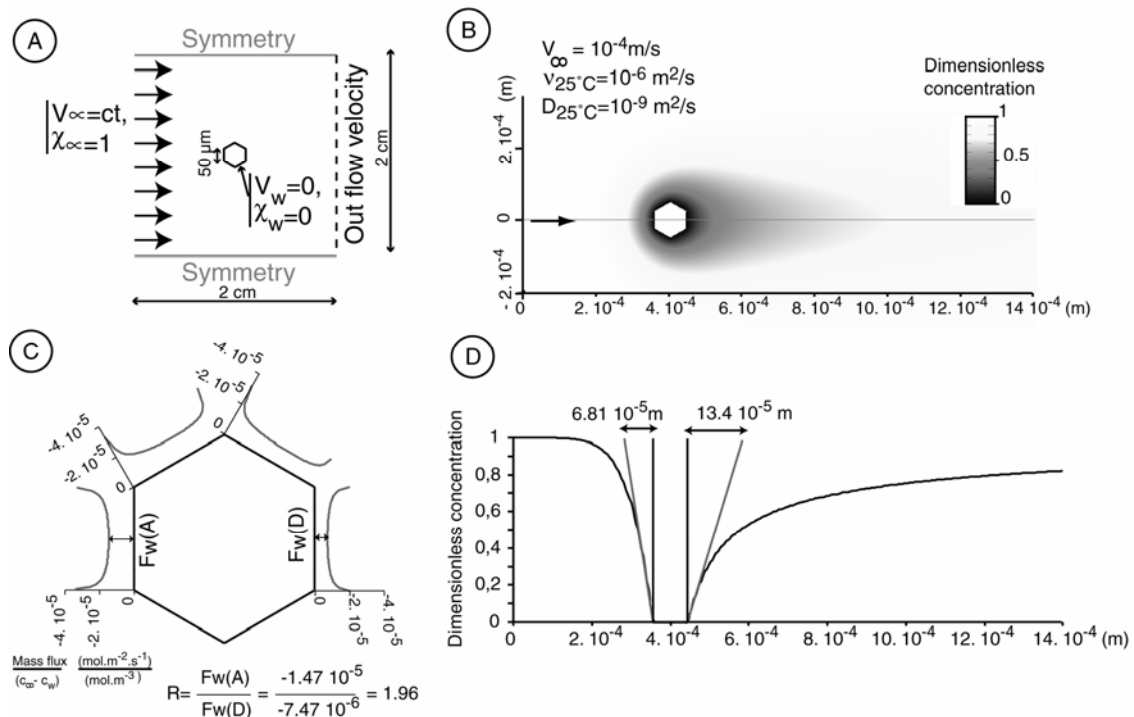 A
Symmetry
V∝=ct,
χ∝=1
50 µm
V_w=0,
χ_w=0
Out flow velocity
2 cm
Symmetry
2 cm
B
V∞ = 10⁻⁴m/s
ν25°C=10⁻⁶ m²/s
D25°C=10⁻⁹ m²/s
Dimensionless
concentration
1
0.5
0
(m)
2.10⁻⁴
0
- 2.10⁻⁴
0 2. 10⁻⁴ 4. 10⁻⁴ 6. 10⁻⁴ 8. 10⁻⁴ 10. 10⁻⁴ 12. 10⁻⁴ 14 10⁻⁴ (m)
C
-4. 10⁻⁵
-2. 10⁻⁵
0
-4. 10⁻⁵
-2. 10⁻⁵
0
Fw(A)
Fw(D)
0
-2. 10⁻⁵
-4. 10⁻⁵
0
-2. 10⁻⁵
-4. 10⁻⁵
Mass flux (mol.m⁻².s⁻¹)
(c∞- c_w) (mol.m⁻³)
R= Fw(A) / Fw(D) = -1.47 10⁻⁵ / -7.47 10⁻⁶ = 1.96
D
6.81 10⁻⁵m
13.4 10⁻⁵ m
Dimensionless concentration
1
0,8
0,6
0,4
0,2
0
0 2. 10⁻⁴ 4. 10⁻⁴ 6. 10⁻⁴ 8. 10⁻⁴ 10. 10⁻⁴ 12. 10⁻⁴ 14. 10⁻⁴ (m)